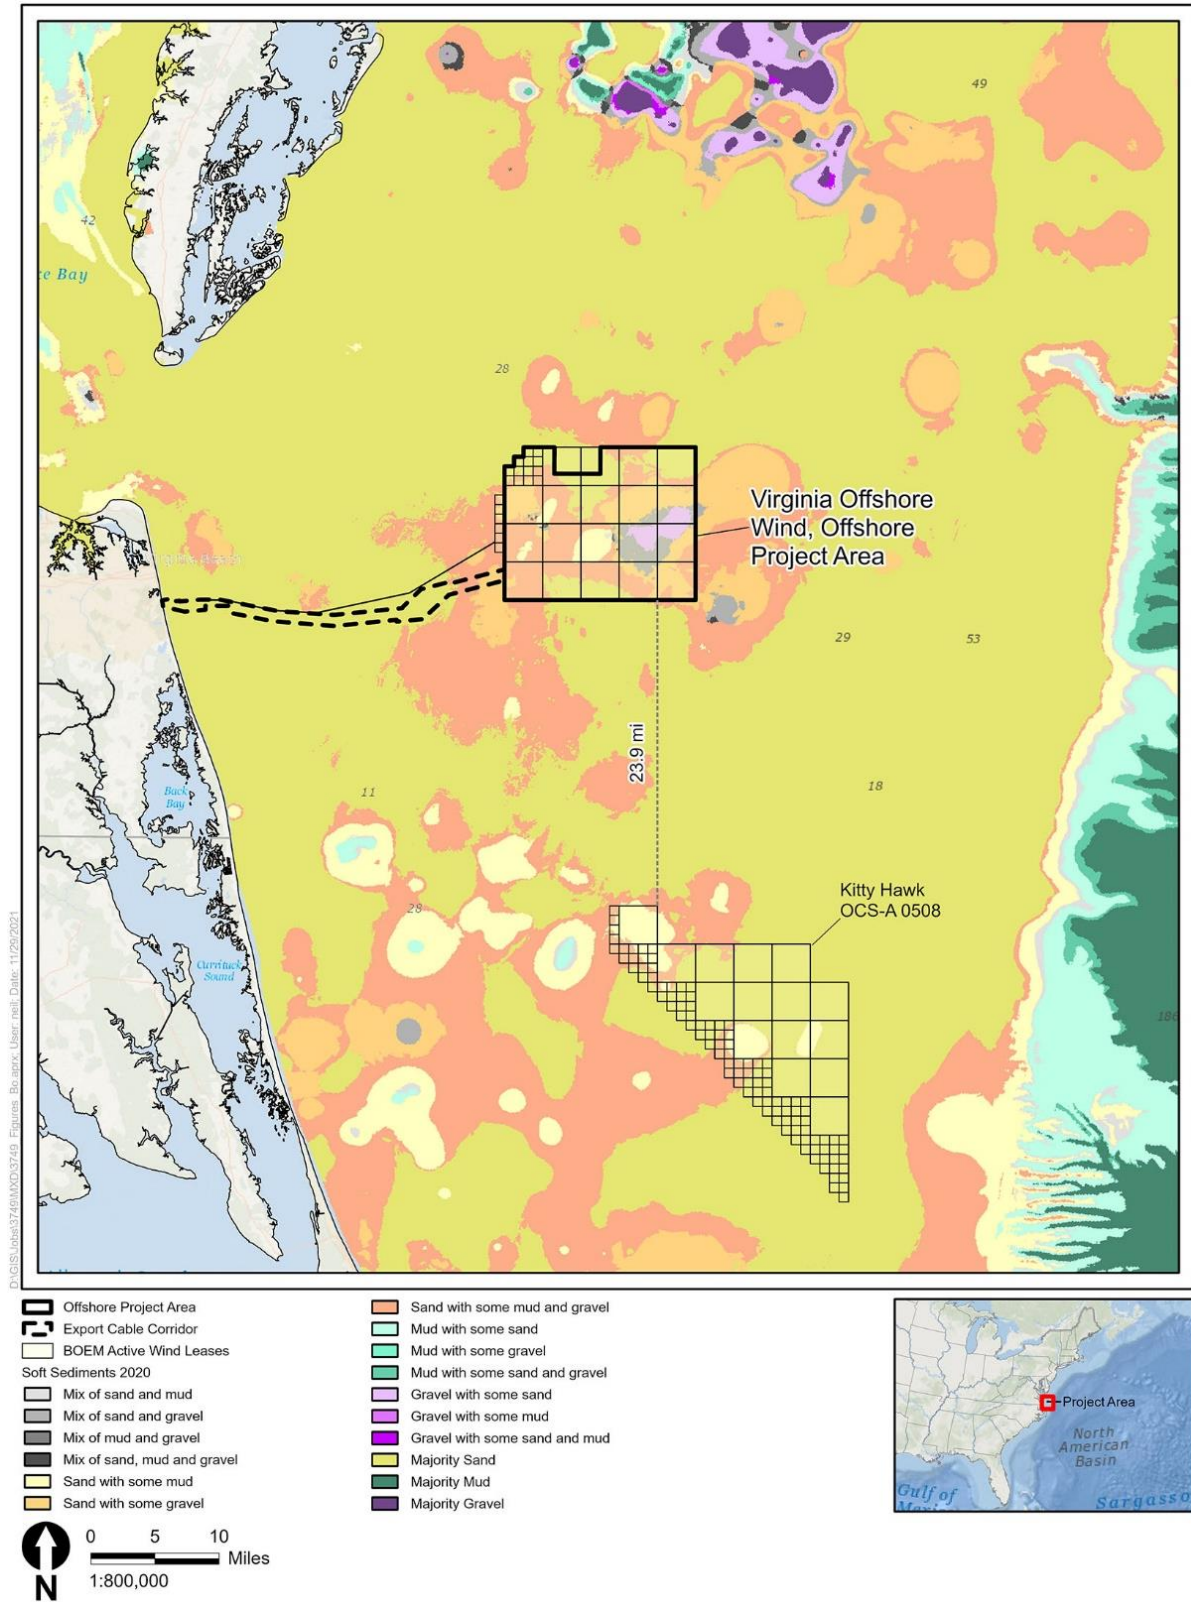 49
42
ke Bay
28
Virginia Offshore
Wind, Offshore
Project Area
29
53
23.9 mi
11
18
Back
Bay
28
Kitty Hawk
OCS-A 0508
Currituck
Sound
186
Offshore Project Area
Export Cable Corridor
BOEM Active Wind Leases
Soft Sediments 2020
Mix of sand and mud
Mix of sand and gravel
Mix of mud and gravel
Mix of sand, mud and gravel
Sand with some mud
Sand with some gravel
Sand with some mud and gravel
Mud with some sand
Mud with some gravel
Mud with some sand and gravel
Gravel with some sand
Gravel with some mud
Gravel with some sand and mud
Majority Sand
Majority Mud
Majority Gravel
Project Area
North
American
Basin
Gulf of
Sargasso
0 5 10
Miles
1:800,000
N